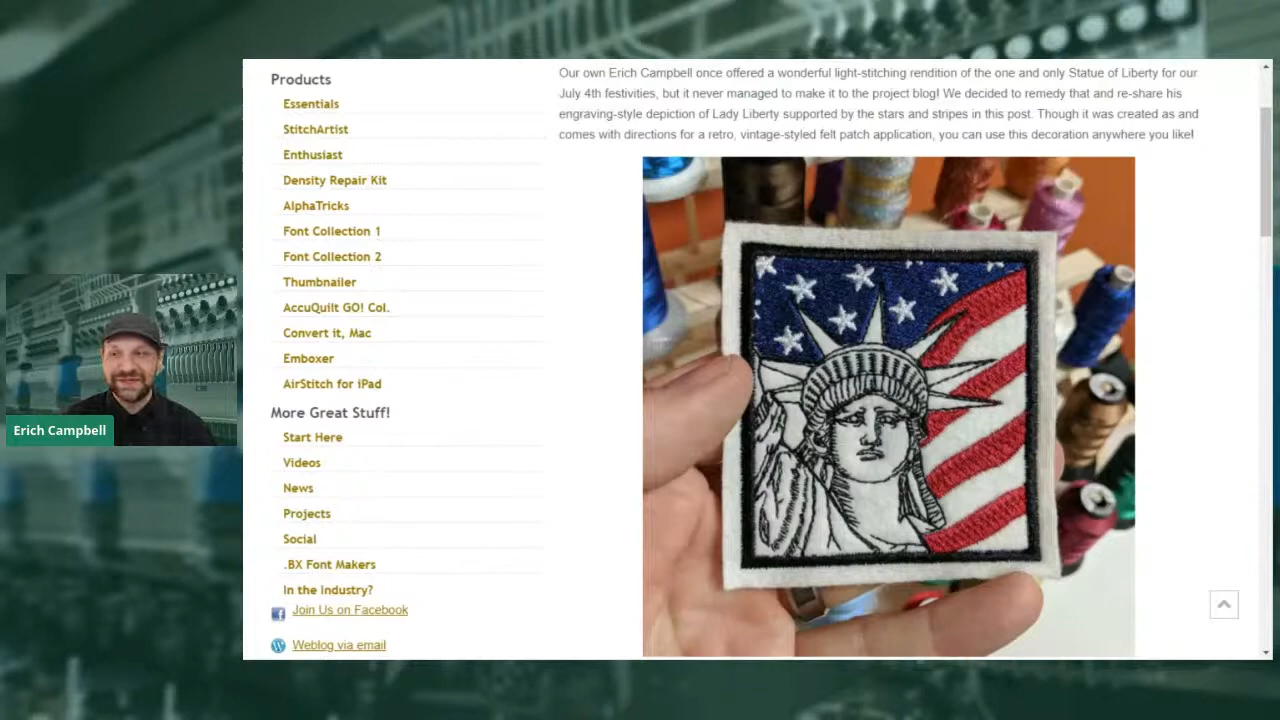 Products
Essentials
StitchArtist
Enthusiast
Density Repair Kit
AlphaTricks
Font Collection 1
Font Collection 2
Thumbnailer
AccuQuilt GO! Col.
Convert it, Mac
Emboxer
AirStitch for iPad
More Great Stuff!
Start Here
Videos
News
Projects
Social
.BX Font Makers
In the Industry?
Join Us on Facebook
Weblog via email
Our own Erich Campbell once offered a wonderful light-stitching rendition of the one and only Statue of Liberty for our
July 4th festivities, but it never managed to make it to the project blog! We decided to remedy that and re-share his
engraving-style depiction of Lady Liberty supported by the stars and stripes in this post. Though it was created as and
comes with directions for a retro, vintage-styled felt patch application, you can use this decoration anywhere you like!
Erich Campbell